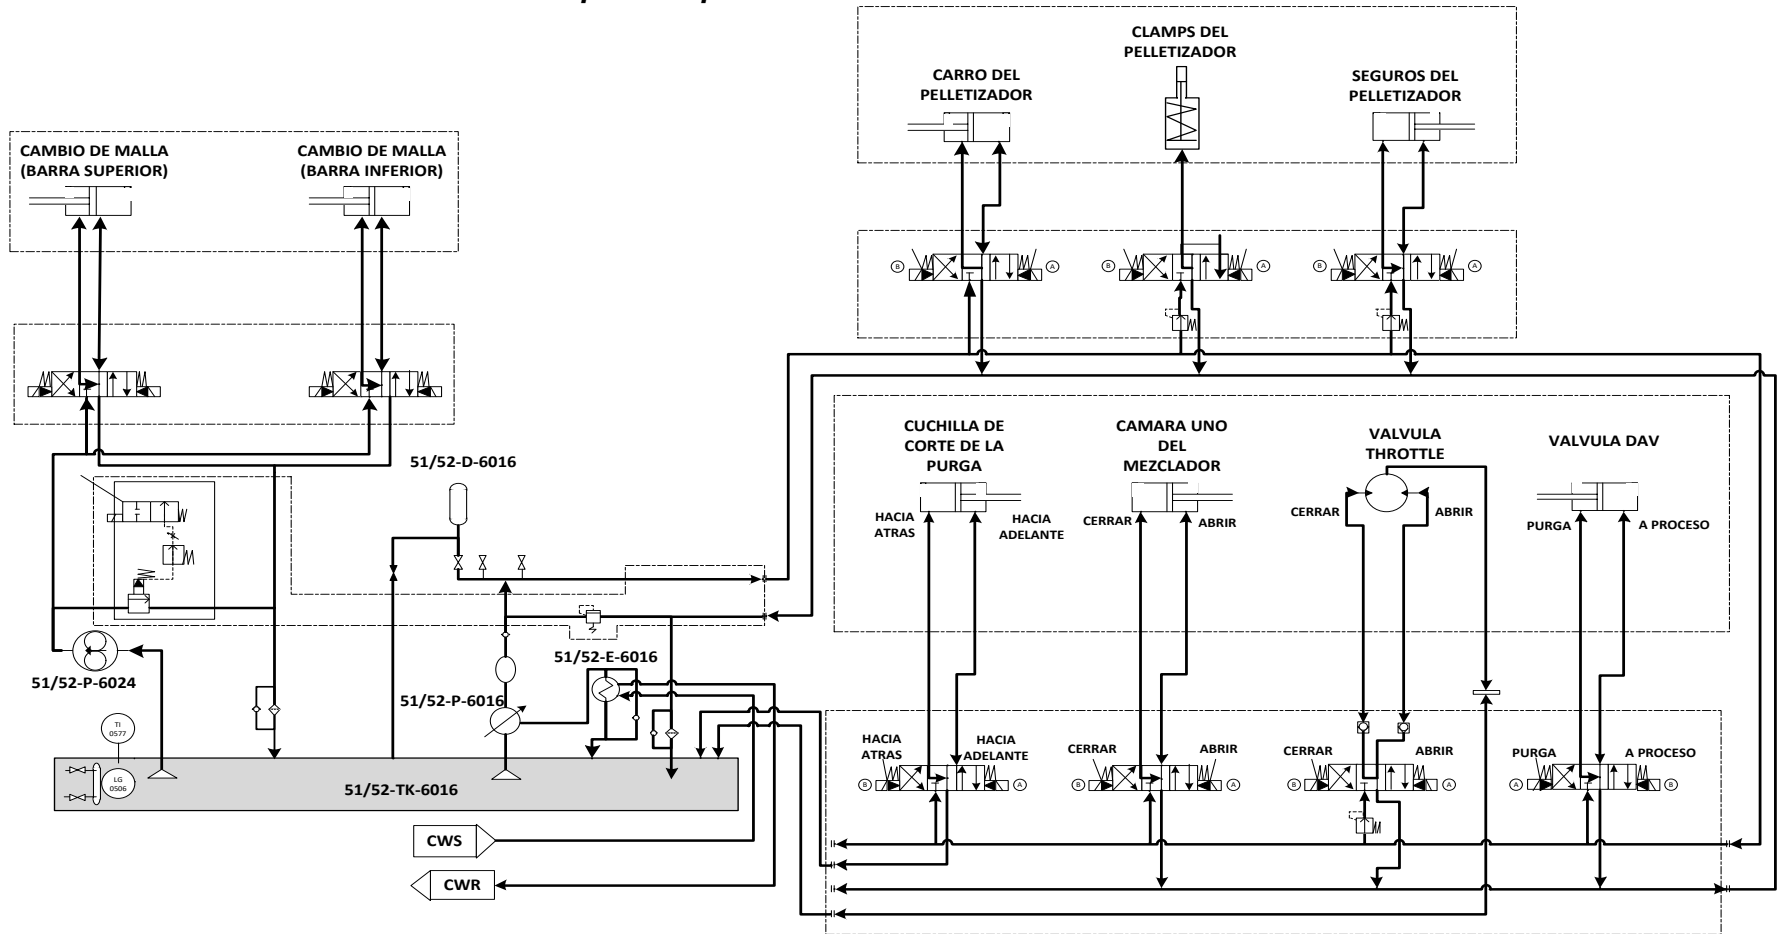 CLAMPS DEL
PELLETIZADOR
CARRO DEL
PELLETIZADOR
SEGUROS DEL
PELLETIZADOR
CAMBIO DE MALLA
(BARRA SUPERIOR)
CAMBIO DE MALLA
(BARRA INFERIOR)
B
A
B
A
B
A
CUCHILLA DE
CORTE DE LA
PURGA
CAMARA UNO
DEL
MEZCLADOR
VALVULA
THROTTLE
VALVULA DAV
51/52-D-6016
HACIA
ATRAS
HACIA
ADELANTE
CERRAR
ABRIR
CERRAR
ABRIR
PURGA
A PROCESO
51/52-E-6016
51/52-P-6024
51/52-P-6016
TI
0577
LG
0506
51/52-TK-6016
HACIA
ATRAS
HACIA
ADELANTE
CERRAR
ABRIR
CERRAR
ABRIR
PURGA
A PROCESO
B
A
B
A
B
A
A
B
CWS
CWR